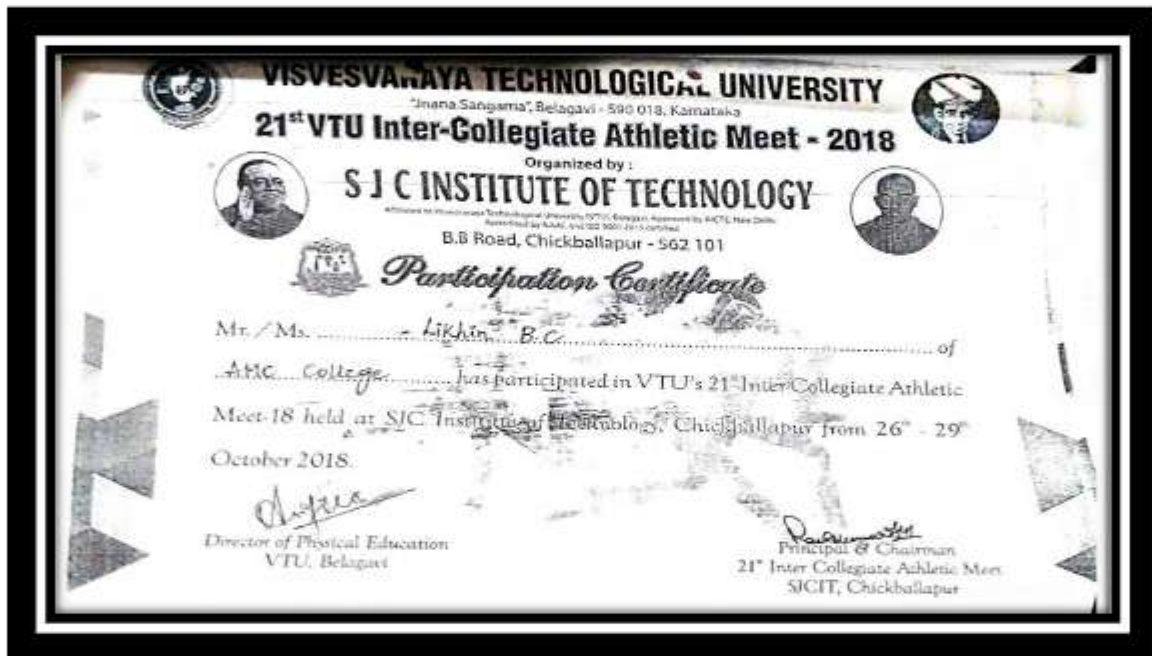 VISVESVARAYA TECHNOLOGICAL UNIVERSITY
"Jnana Sangama", Belagavi - 590 018, Karnataka
21st VTU Inter-Collegiate Athletic Meet - 2018
Organized by :
S J C INSTITUTE OF TECHNOLOGY
B.B Road, Chickballapur - 562 101
Participation Certificate
Mr. / Ms. Likhin B.C of
AMC College has participated in VTU's 21st Inter Collegiate Athletic
Meet-18 held at SJC Institute of Technology, Chickballapur from 26th - 29th
October 2018.
Director of Physical Education
VTU, Belagavi
Principal & Chairman
21st Inter Collegiate Athletic Meet
SJCIT, Chickballapur